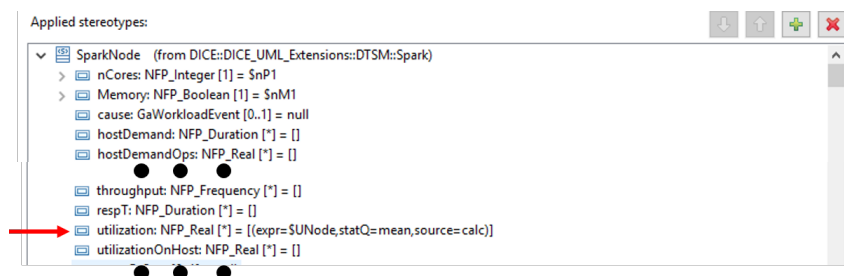 Applied stereotypes:
SparkNode (from DICE::DICE_UML_Extensions::DTSM::Spark)
nCores: NFP_Integer [1] = $nP1
Memory: NFP_Boolean [1] = $nM1
cause: GaWorkloadEvent [0..1] = null
hostDemand: NFP_Duration [*] = []
hostDemandOps: NFP_Real [*] = []
throughput: NFP_Frequency [*] = []
respT: NFP_Duration [*] = []
utilization: NFP_Real [*] = [(expr=$UNode,statQ=mean,source=calc)]
utilizationOnHost: NFP_Real [*] = []